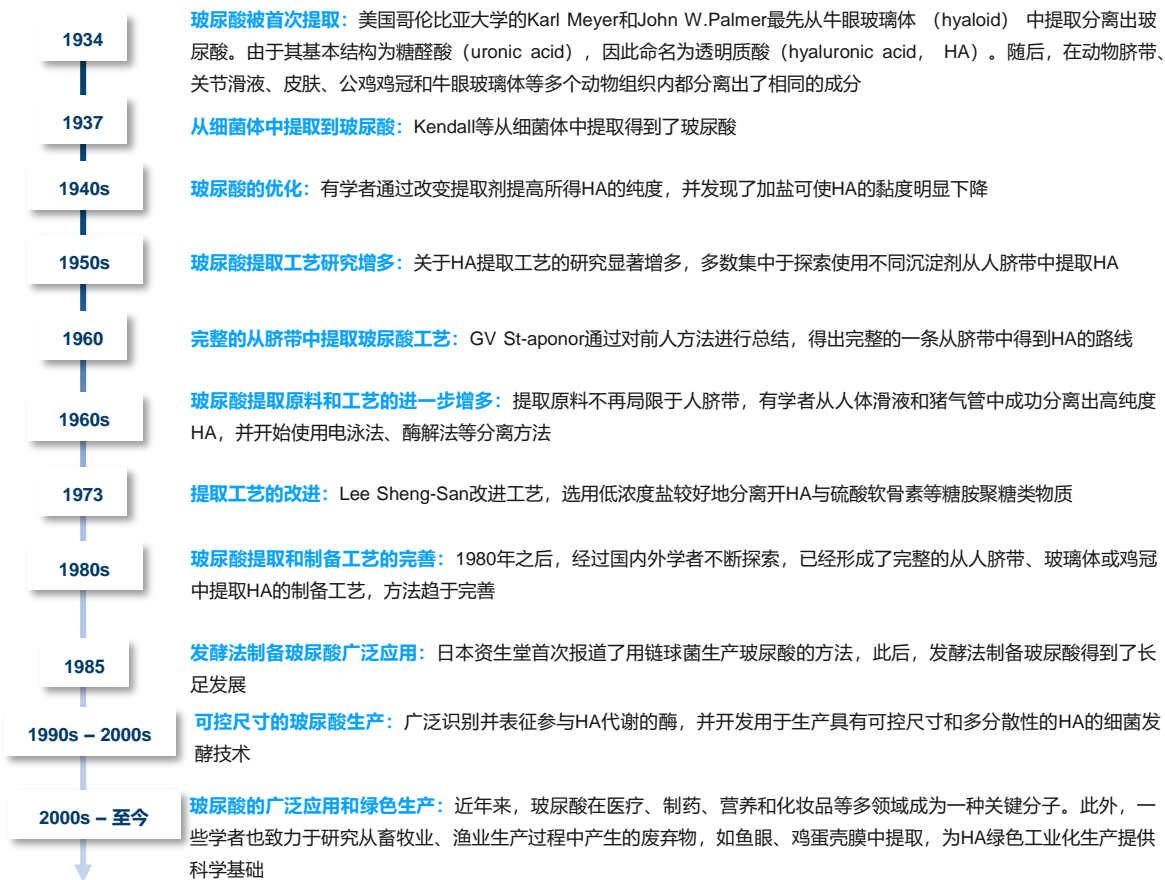 1934
玻尿酸被首次提取：美国哥伦比亚大学的Karl Meyer和John W.Palmer最先从牛眼玻璃体 （hyaloid） 中提取分离出玻
尿酸。由于其基本结构为糖醛酸（uronic acid），因此命名为透明质酸（hyaluronic acid， HA）。随后，在动物脐带、
关节滑液、皮肤、公鸡鸡冠和牛眼玻璃体等多个动物组织内都分离出了相同的成分
1937
从细菌体中提取到玻尿酸：Kendall等从细菌体中提取得到了玻尿酸
1940s
玻尿酸的优化：有学者通过改变提取剂提高所得HA的纯度，并发现了加盐可使HA的黏度明显下降
1950s
玻尿酸提取工艺研究增多：关于HA提取工艺的研究显著增多，多数集中于探索使用不同沉淀剂从人脐带中提取HA
1960
完整的从脐带中提取玻尿酸工艺：GV St-aponor通过对前人方法进行总结，得出完整的一条从脐带中得到HA的路线
1960s
玻尿酸提取原料和工艺的进一步增多：提取原料不再局限于人脐带，有学者从人体滑液和猪气管中成功分离出高纯度
HA，并开始使用电泳法、酶解法等分离方法
1973
提取工艺的改进：Lee Sheng-San改进工艺，选用低浓度盐较好地分离开HA与硫酸软骨素等糖胺聚糖类物质
1980s
玻尿酸提取和制备工艺的完善：1980年之后，经过国内外学者不断探索，已经形成了完整的从人脐带、玻璃体或鸡冠
中提取HA的制备工艺，方法趋于完善
1985
发酵法制备玻尿酸广泛应用：日本资生堂首次报道了用链球菌生产玻尿酸的方法，此后，发酵法制备玻尿酸得到了长
足发展
1990s – 2000s
可控尺寸的玻尿酸生产：广泛识别并表征参与HA代谢的酶，并开发用于生产具有可控尺寸和多分散性的HA的细菌发
酵技术
2000s – 至今
玻尿酸的广泛应用和绿色生产：近年来，玻尿酸在医疗、制药、营养和化妆品等多领域成为一种关键分子。此外，一
些学者也致力于研究从畜牧业、渔业生产过程中产生的废弃物，如鱼眼、鸡蛋壳膜中提取，为HA绿色工业化生产提供
科学基础